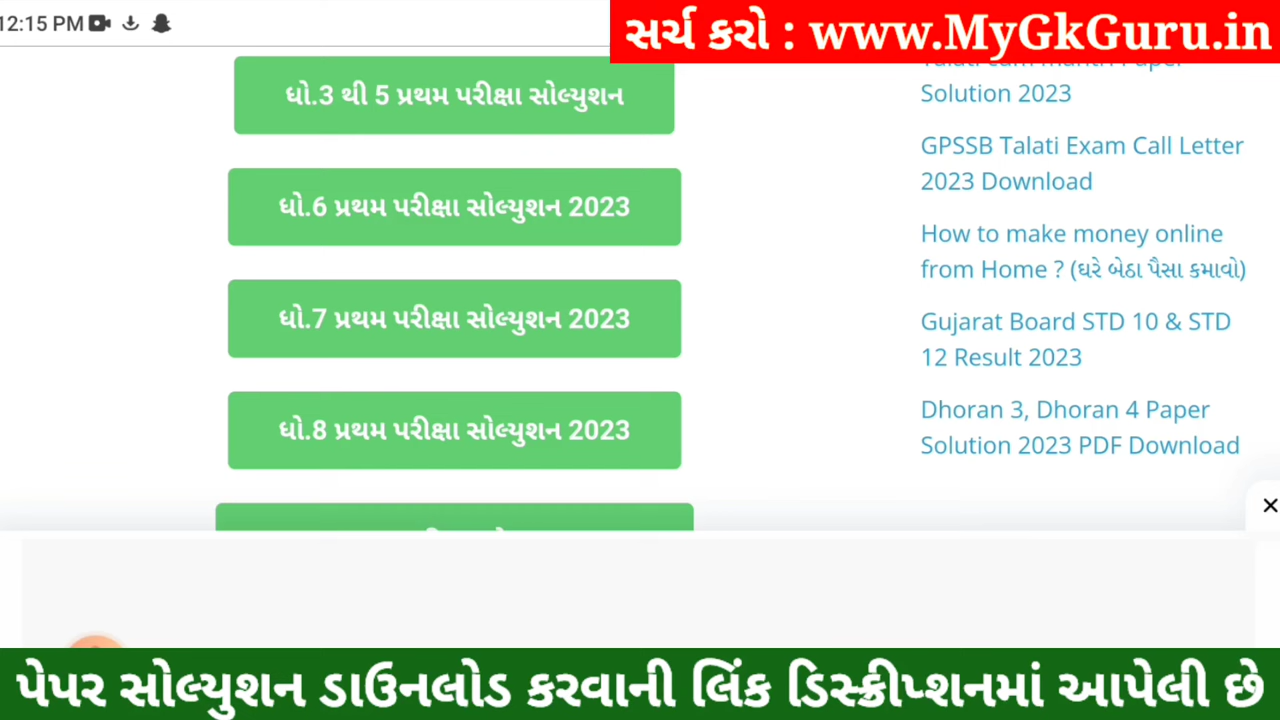 12:15 PM
સર્ચ કરો : www.MyGkGuru.in
ધો.3 થી 5 પ્રથમ પરીક્ષા સોલ્યુશન
ધો.6 પ્રથમ પરીક્ષા સોલ્યુશન 2023
ધો.7 પ્રથમ પરીક્ષા સોલ્યુશન 2023
ધો.8 પ્રથમ પરીક્ષા સોલ્યુશન 2023
Solution 2023
GPSSB Talati Exam Call Letter
2023 Download
How to make money online
from Home ? (ઘરે બેઠા પૈસા કમાવો)
Gujarat Board STD 10 & STD
12 Result 2023
Dhoran 3, Dhoran 4 Paper
Solution 2023 PDF Download
પેપર સોલ્યુશન ડાઉનલોડ કરવાની લિંક ડિસ્ક્રીપ્શનમાં આપેલી છે